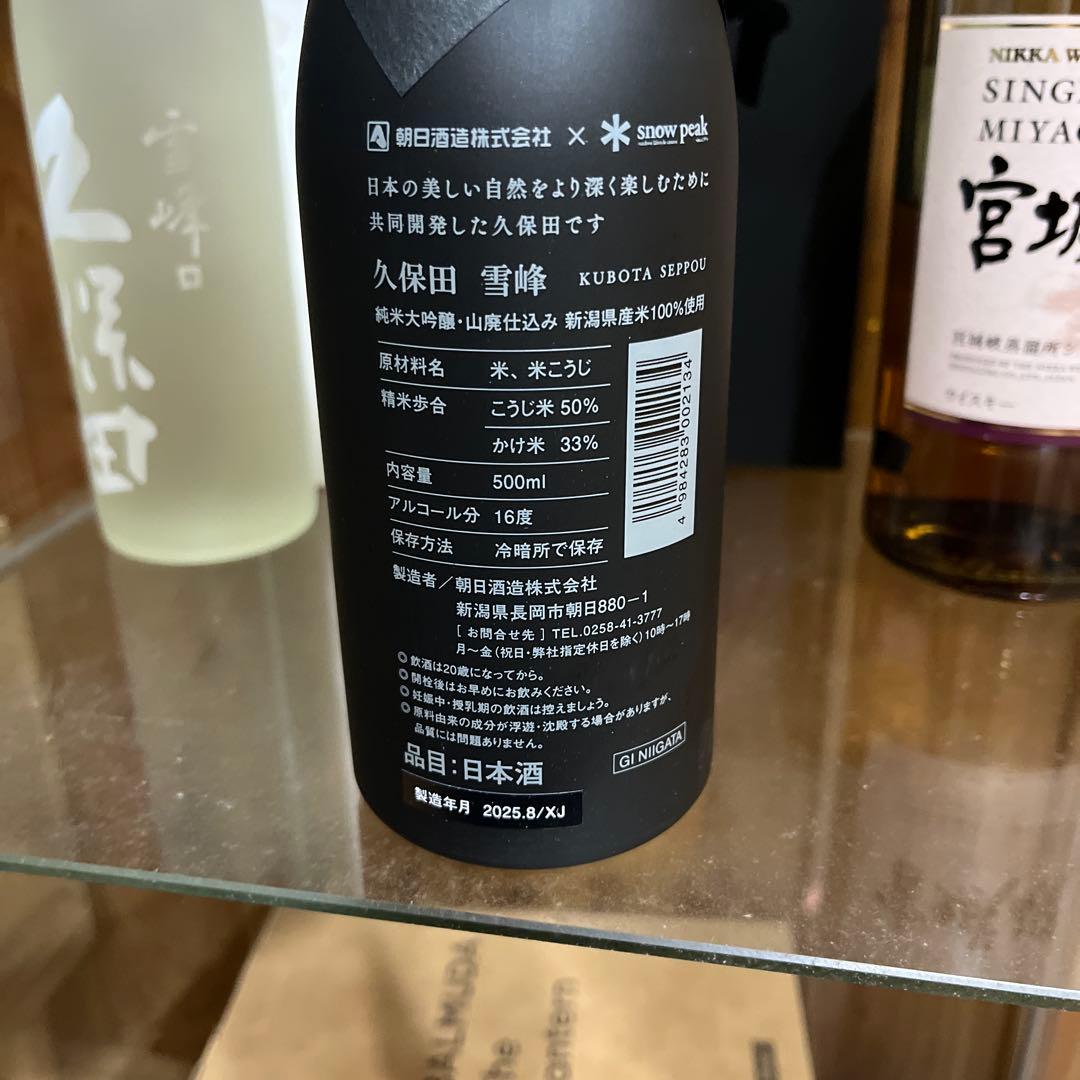 朝日酒造株式会社 × snow peak
日本の美しい自然をより深く楽しむために
共同開発した久保田です
久保田 雪峰 KUBOTA SEPPOU
純米大吟醸・山廃仕込み 新潟県産米100%使用
原材料名 米、米こうじ
精米歩合 こうじ米 50%
かけ米 33%
内容量 500ml
アルコール分 16度
保存方法 冷暗所で保存
4 984283 002134
製造者/朝日酒造株式会社
新潟県長岡市朝日880-1
[お問合せ先] TEL.0258-41-3777
月〜金(祝日・弊社指定休日を除く)10時〜17時
◎飲酒は20歳になってから。
◎開栓後はお早めにお飲みください。
◎妊娠中・授乳期の飲酒は控えましょう。
◎原料由来の成分が浮遊・沈殿する場合がありますが、
品質には問題ありません。
GI NIIGATA
品目:日本酒
製造年月 2025.8/XJ
久保田
雪峰
NIKKA
宮城
ウイスキー
BALMUDA
The